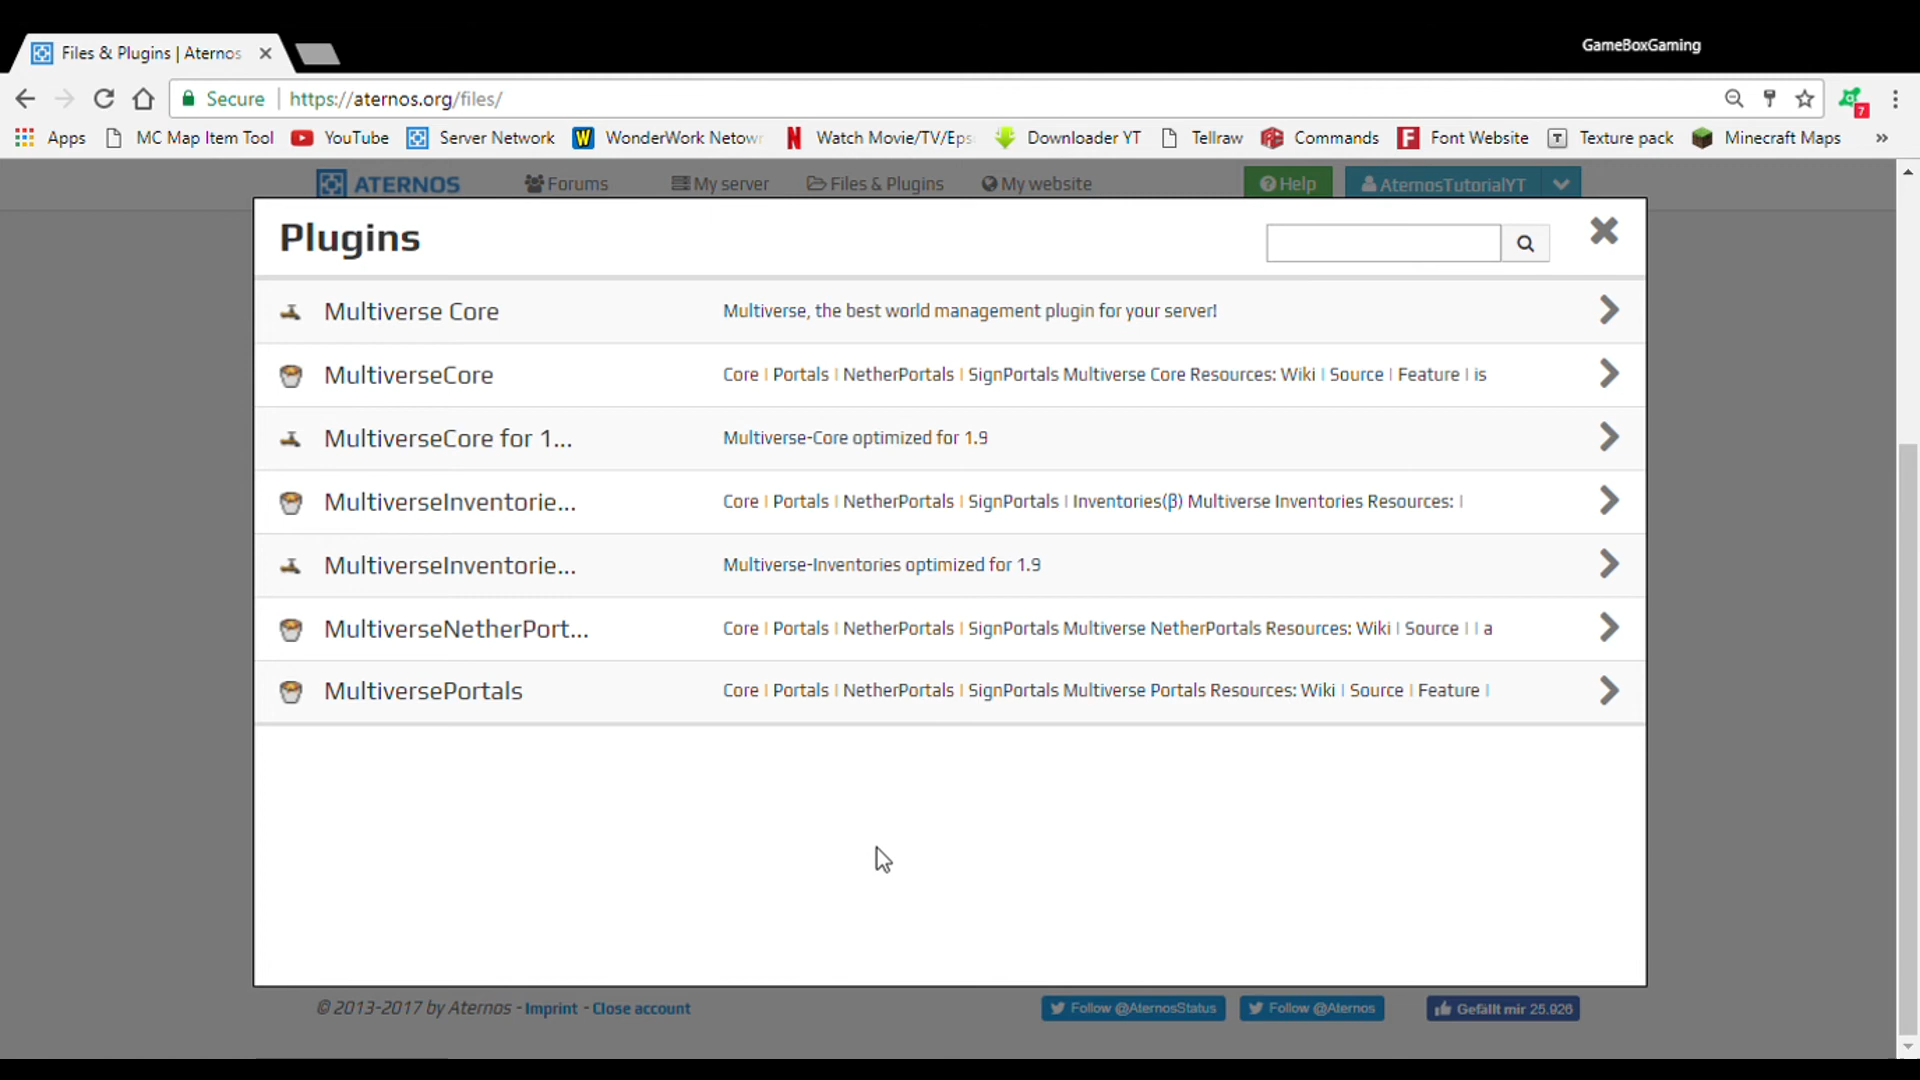 GameBoxGaming
Files & Plugins | Aternos
Secure https://aternos.org/files/
7
Apps MC Map Item Tool YouTube Server Network WonderWork Netow Watch Movie/TV/Eps Downloader YT Tellraw Commands Font Website Texture pack Minecraft Maps »
ATERNOS Forums My server Files & Plugins My website Help AternosTutorialYT
Plugins
Multiverse Core Multiverse, the best world management plugin for your server!
MultiverseCore Core | Portals | NetherPortals | SignPortals Multiverse Core Resources: Wiki | Source | Feature | is
MultiverseCore for 1... Multiverse-Core optimized for 1.9
MultiverseInventorie... Core | Portals | NetherPortals | SignPortals | Inventories(β) Multiverse Inventories Resources: |
MultiverseInventorie... Multiverse-Inventories optimized for 1.9
MultiverseNetherPort... Core | Portals | NetherPortals | SignPortals Multiverse NetherPortals Resources: Wiki | Source | | a
MultiversePortals Core | Portals | NetherPortals | SignPortals Multiverse Portals Resources: Wiki | Source | Feature |
© 2013-2017 by Aternos - Imprint - Close account Follow @AternosStatus Follow @Aternos Gefällt mir 25.926